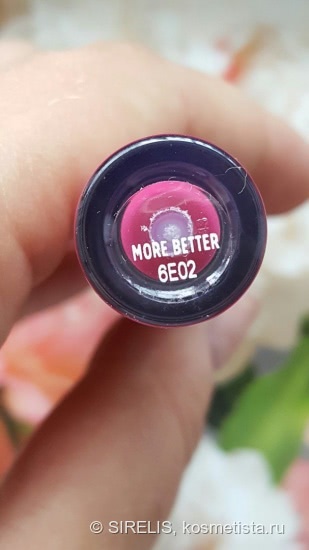 MORE BETTER
6E02
© SIRELIS, kosmetista.ru